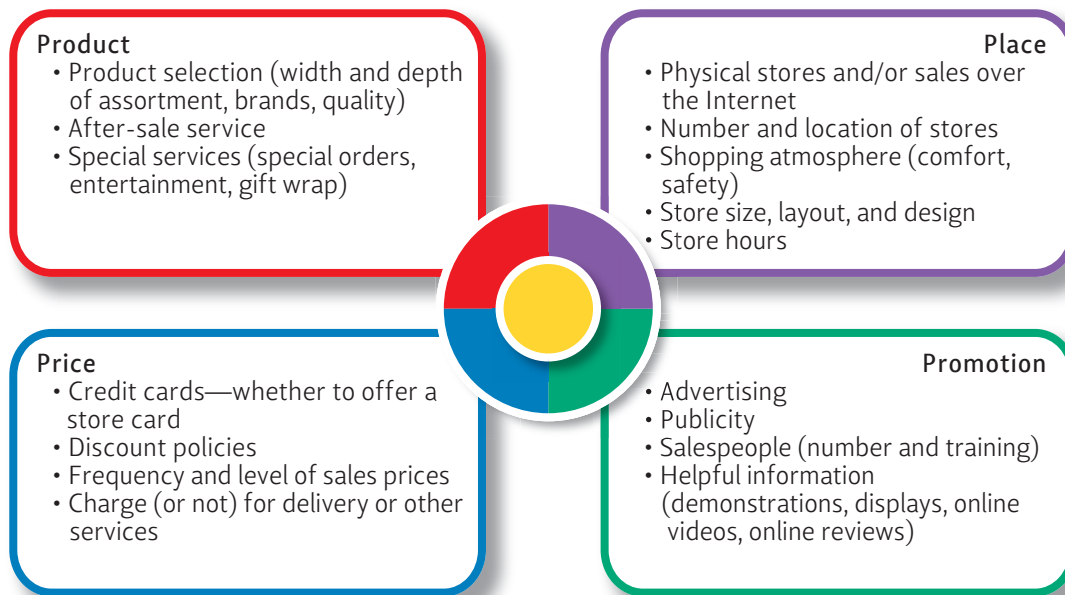 Product
• Product selection (width and depth
of assortment, brands, quality)
• After-sale service
• Special services (special orders,
entertainment, gift wrap)
Place
• Physical stores and/or sales over
the Internet
• Number and location of stores
• Shopping atmosphere (comfort,
safety)
• Store size, layout, and design
• Store hours
Price
• Credit cards—whether to offer a
store card
• Discount policies
• Frequency and level of sales prices
• Charge (or not) for delivery or other
services
Promotion
• Advertising
• Publicity
• Salespeople (number and training)
• Helpful information
(demonstrations, displays, online
videos, online reviews)